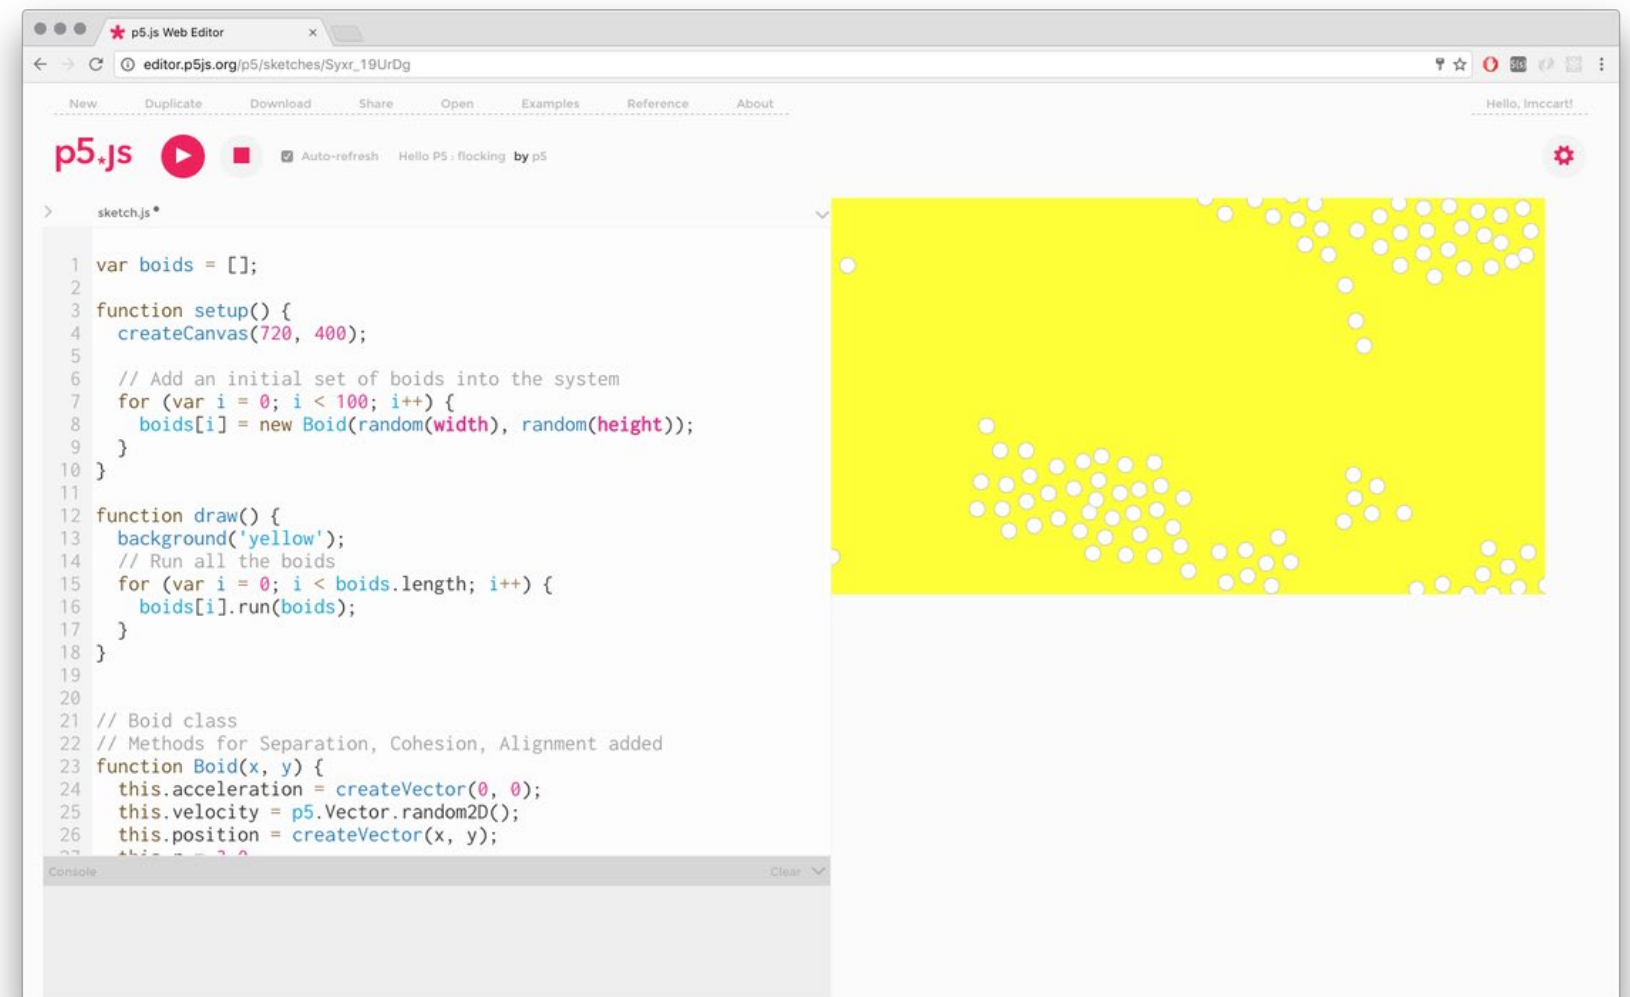 p5.js Web Editor
editor.p5js.org/p5/sketches/Syxr_19UrDg
New Duplicate Download Share Open Examples Reference About Hello, lmccart!
p5*js Auto-refresh Hello P5 : flocking by p5
sketch.js
1 var boids = [];
2
3 function setup() {
4 createCanvas(720, 400);
5
6 // Add an initial set of boids into the system
7 for (var i = 0; i < 100; i++) {
8 boids[i] = new Boid(random(width), random(height));
9 }
10 }
11
12 function draw() {
13 background('yellow');
14 // Run all the boids
15 for (var i = 0; i < boids.length; i++) {
16 boids[i].run(boids);
17 }
18 }
19
20
21 // Boid class
22 // Methods for Separation, Cohesion, Alignment added
23 function Boid(x, y) {
24 this.acceleration = createVector(0, 0);
25 this.velocity = p5.Vector.random2D();
26 this.position = createVector(x, y);
Console Clear